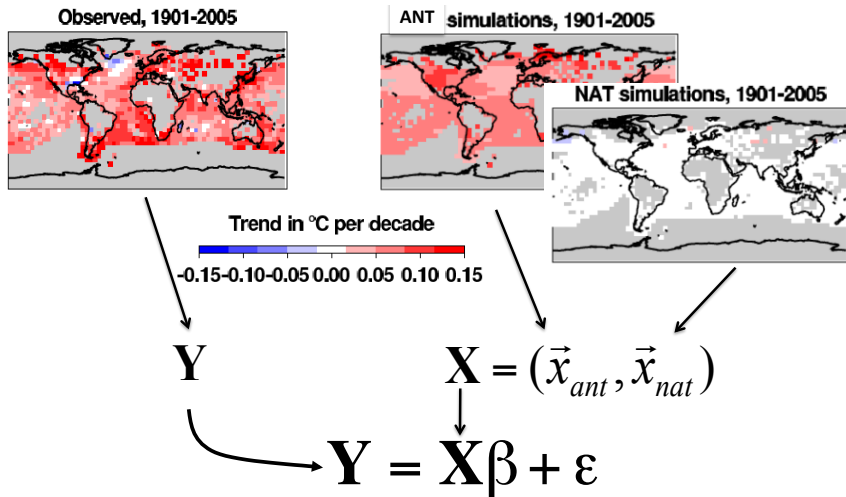 Observed, 1901-2005
ANT simulations, 1901-2005
NAT simulations, 1901-2005
Trend in °C per decade
-0.15-0.10-0.05 0.00 0.05 0.10 0.15
Y
X = (x⃗ant, x⃗nat)
Y = Xβ + ε